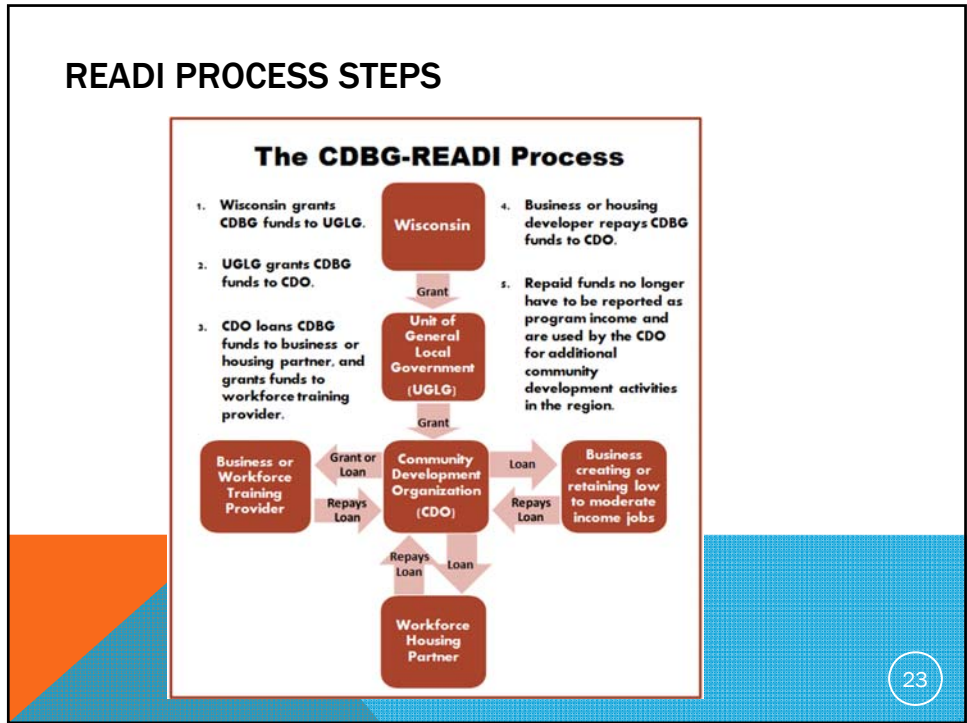 READI PROCESS STEPS
The CDBG-READI Process
1. Wisconsin grants
CDBG funds to UGLG.
2. UGLG grants CDBG
funds to CDO.
3. CDO loans CDBG
funds to business or
housing partner, and
grants funds to
workforce training
provider.
4. Business or housing
developer repays CDBG
funds to CDO.
5. Repaid funds no longer
have to be reported as
program income and
are used by the CDO
for additional
community
development activities
in the region.
Wisconsin
Grant
Unit of
General
Local
Government
(UGLG)
Grant
Business or
Workforce
Training
Provider
Grant or
Loan
Repays
Loan
Community
Development
Organization
(CDO)
Loan
Repays
Loan
Business
creating or
retaining low
to moderate
income jobs
Repays
Loan
Loan
Workforce
Housing
Partner
23